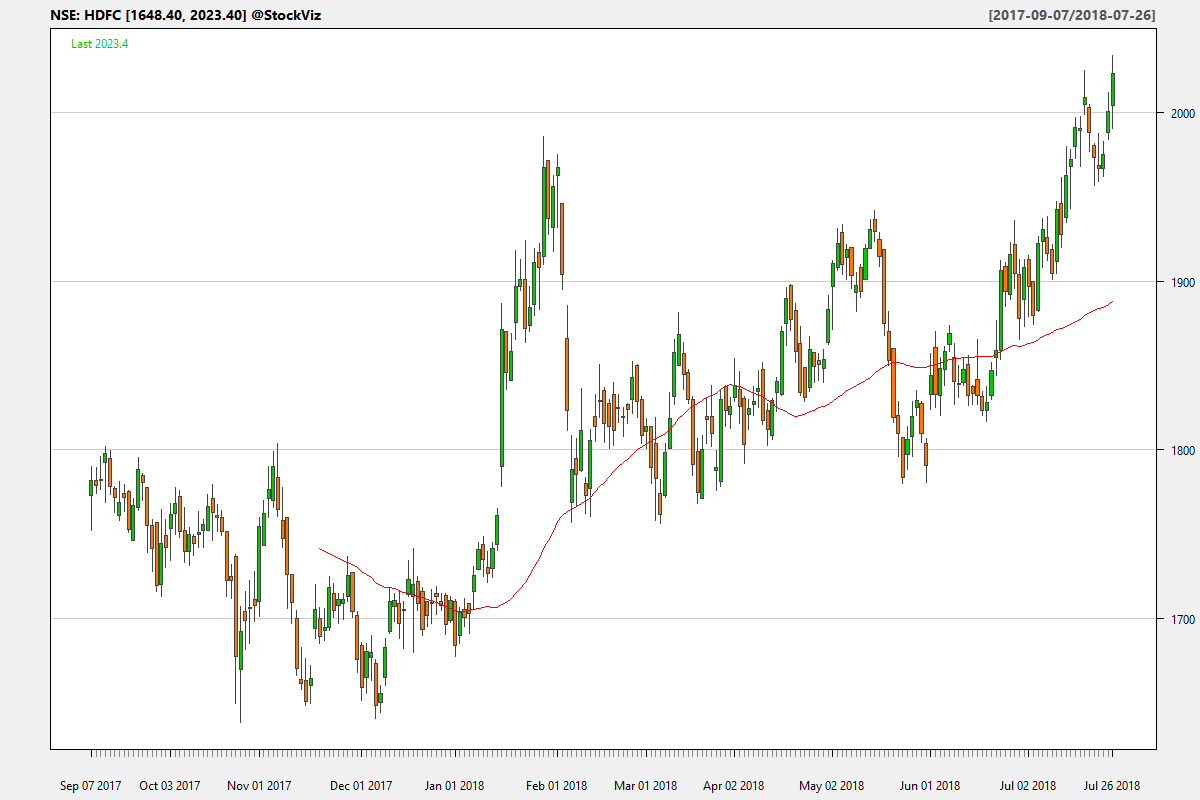 NSE: HDFC [1648.40, 2023.40] @StockViz
[2017-09-07/2018-07-26]
Last 2023.4
2000
1900
1800
1700
Sep 07 2017 Oct 03 2017 Nov 01 2017 Dec 01 2017 Jan 01 2018 Feb 01 2018 Mar 01 2018 Apr 02 2018 May 02 2018 Jun 01 2018 Jul 02 2018 Jul 26 2018